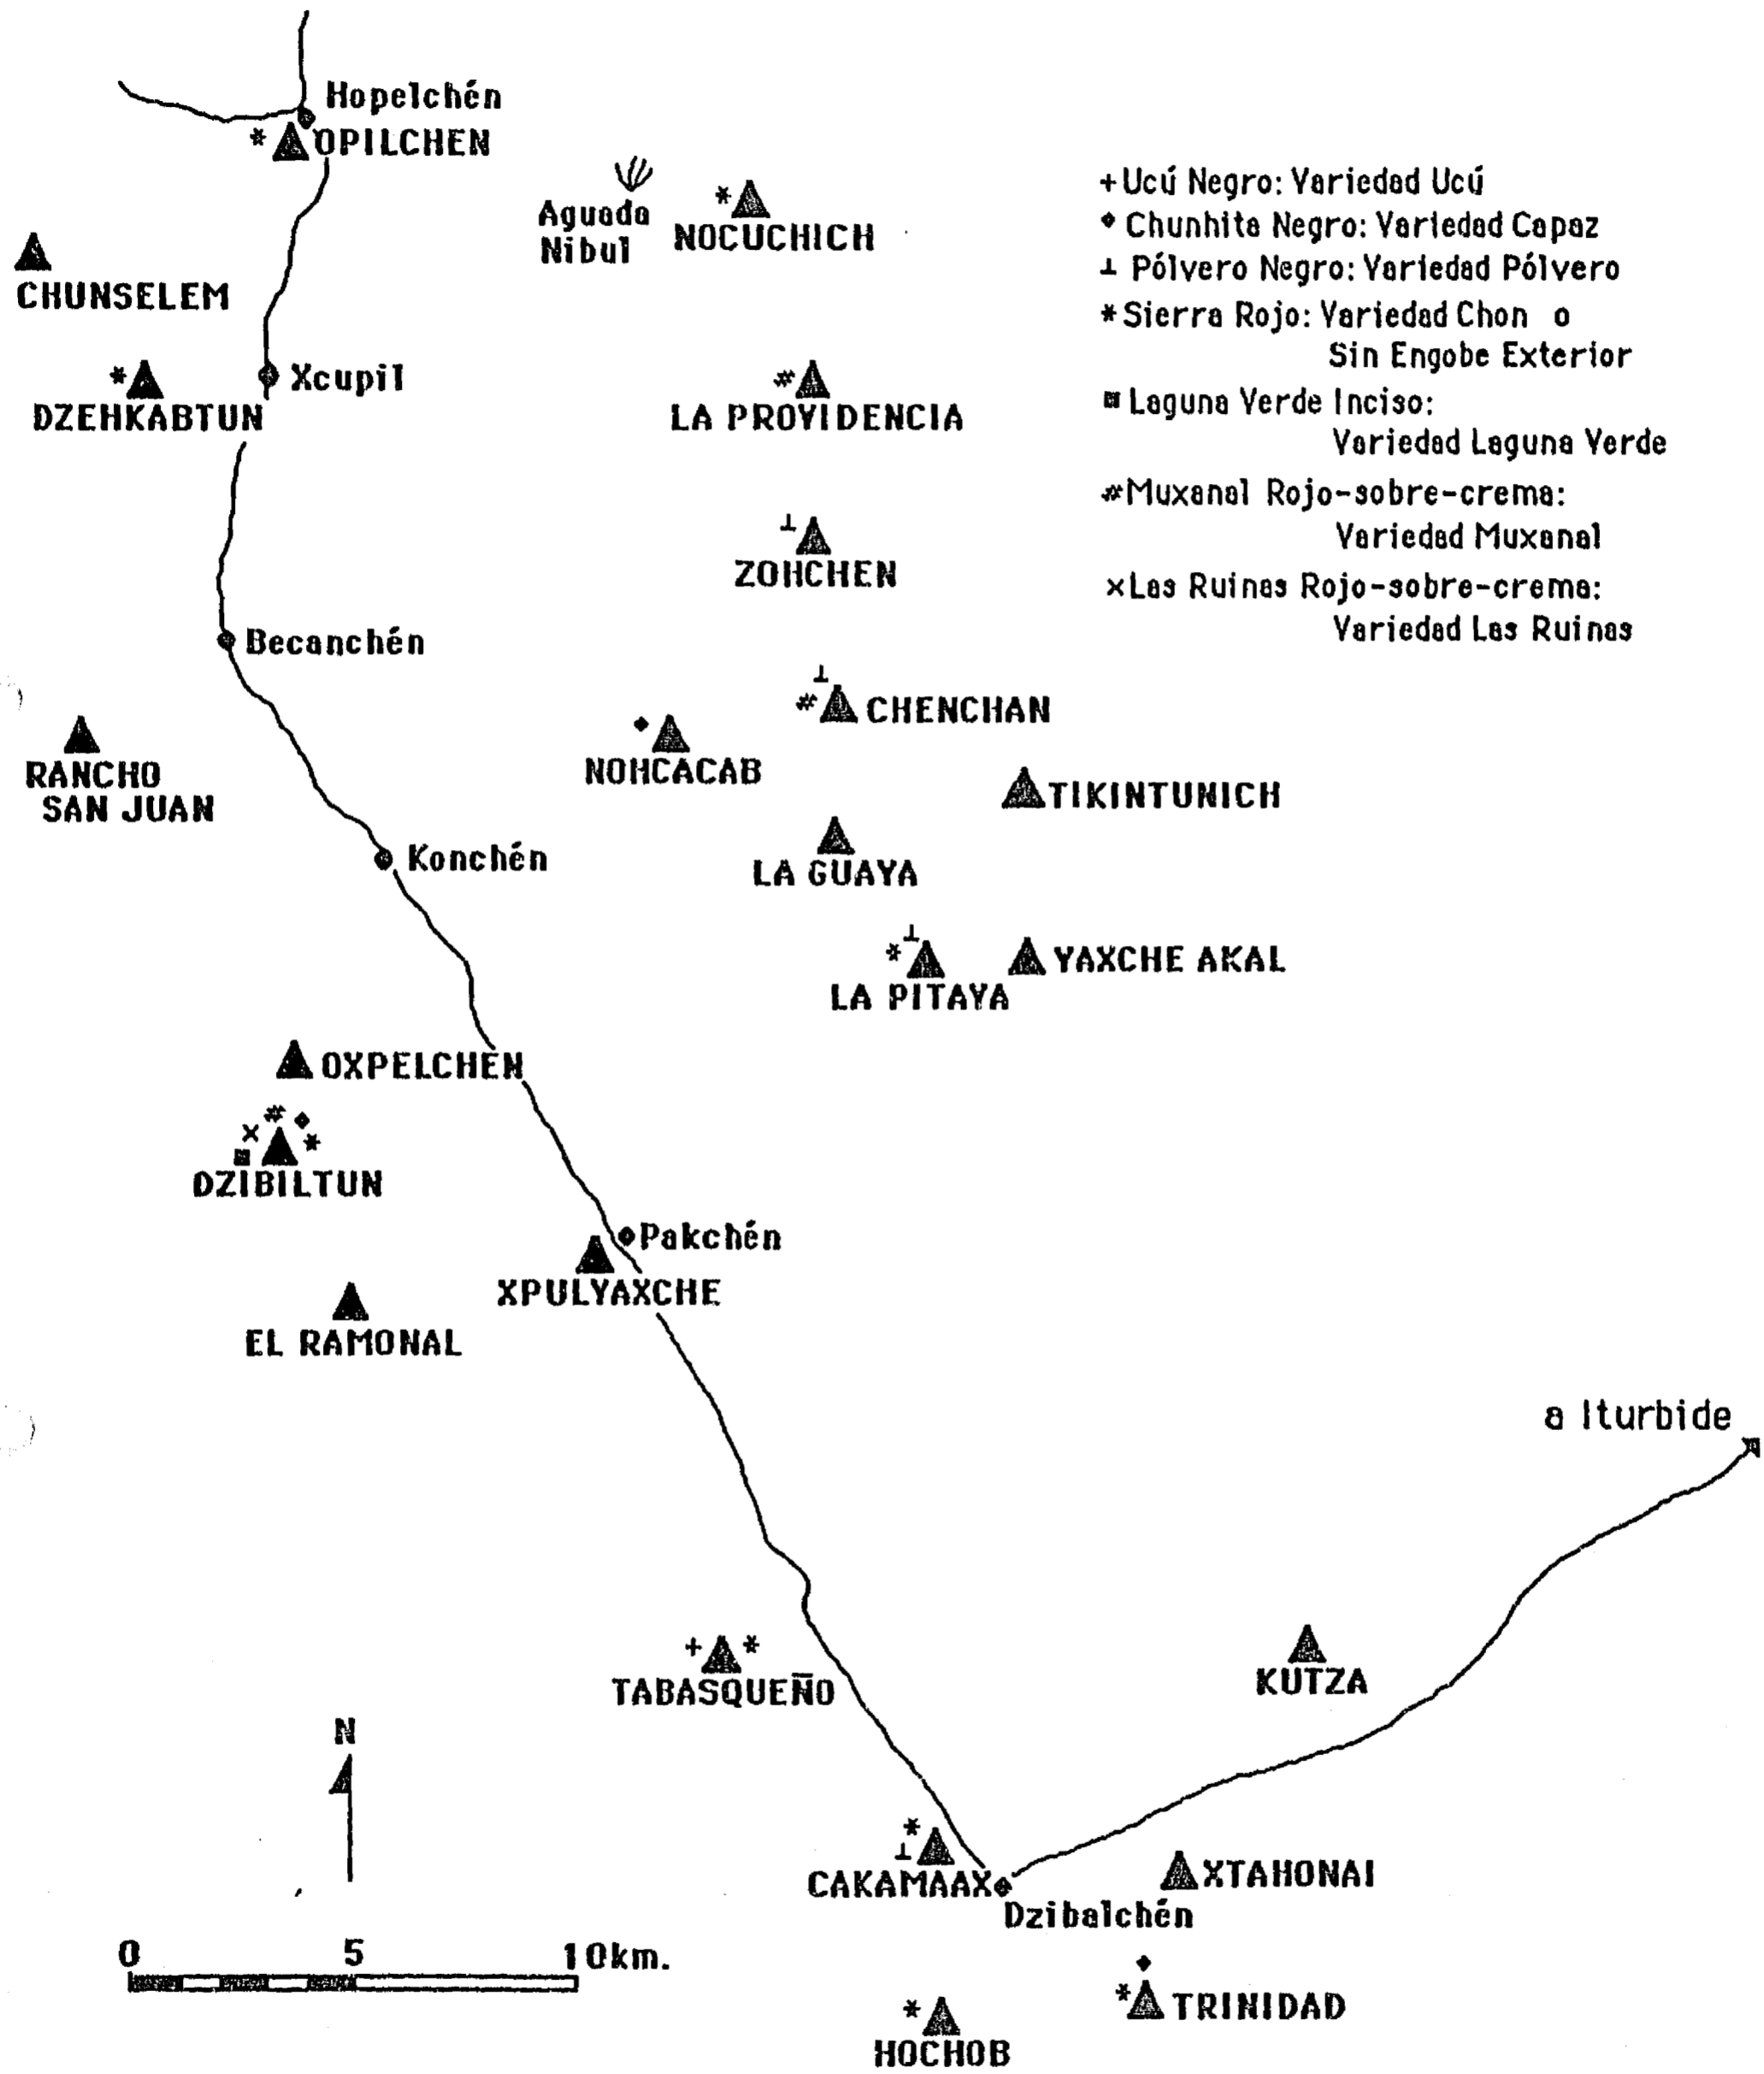 Hopelchén
* OPILCHEN
Aguada
Nibul
* NOCUCHICH
CHUNSELEM
* DZEHKABTUN
Xcupil
# LA PROVIDENCIA
⊥ ZOHCHEN
Becanchén
⊥
# CHENCHAN
◆ NOHCACAB
RANCHO
SAN JUAN
TIKINTUNICH
Konchén
LA GUAYA
⊥
* LA PITAYA
YAXCHE AKAL
OXPELCHEN
# ◆
x *
■ DZIBILTUN
Pakchén
XPULYAXCHE
EL RAMONAL
a Iturbide
+ *
TABASQUEÑO
KUTZA
N
*
⊥ CAKAMAAX
Dzibalchén
XTAHONAI
◆
* TRINIDAD
* HOCHOB
0 5 10km.
+ Ucú Negro: Variedad Ucú
◆ Chunhita Negro: Variedad Capaz
⊥ Pólvero Negro: Variedad Pólvero
* Sierra Rojo: Variedad Chon o
Sin Engobe Exterior
■ Laguna Verde Inciso:
Variedad Laguna Verde
# Muxanal Rojo-sobre-crema:
Variedad Muxanal
x Las Ruinas Rojo-sobre-crema:
Variedad Las Ruinas